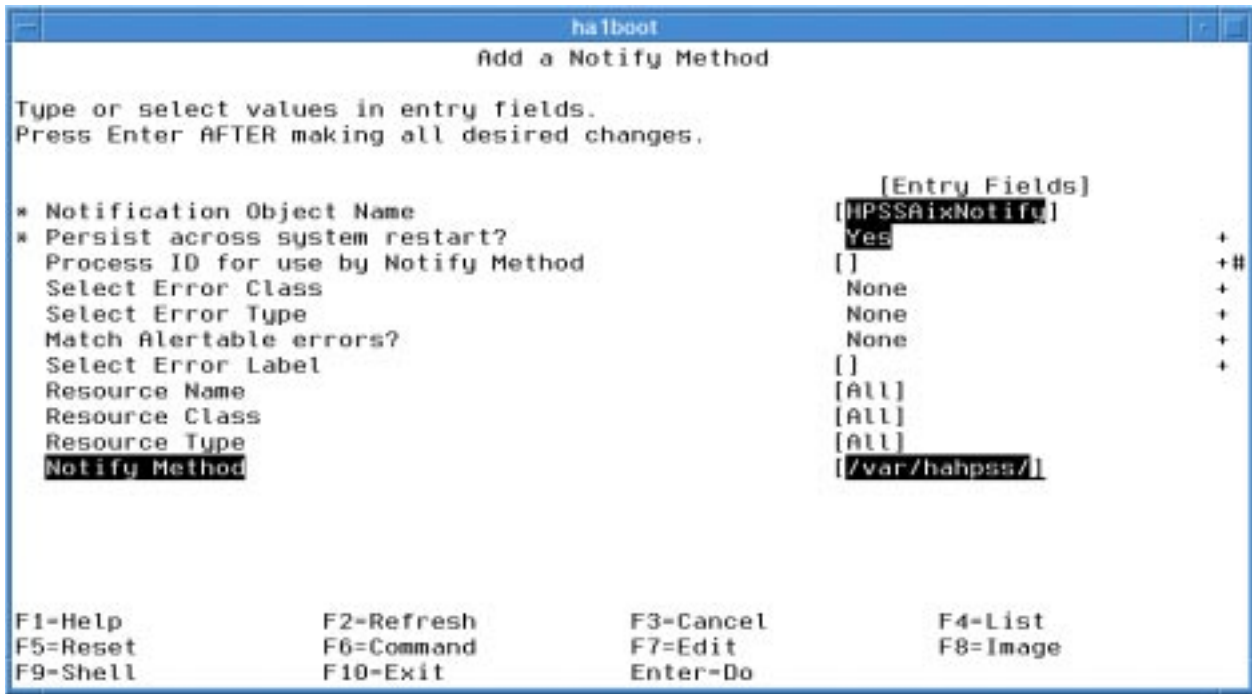 ha1boot
Add a Notify Method
Type or select values in entry fields.
Press Enter AFTER making all desired changes.
[Entry Fields]
* Notification Object Name [HPSSAixNotify]
* Persist across system restart? Yes +
Process ID for use by Notify Method [] +#
Select Error Class None +
Select Error Type None +
Match Alertable errors? None +
Select Error Label [] +
Resource Name [All]
Resource Class [All]
Resource Type [All]
Notify Method [/var/hahpss/]
F1=Help F2=Refresh F3=Cancel F4=List
F5=Reset F6=Command F7=Edit F8=Image
F9=Shell F10=Exit Enter=Do